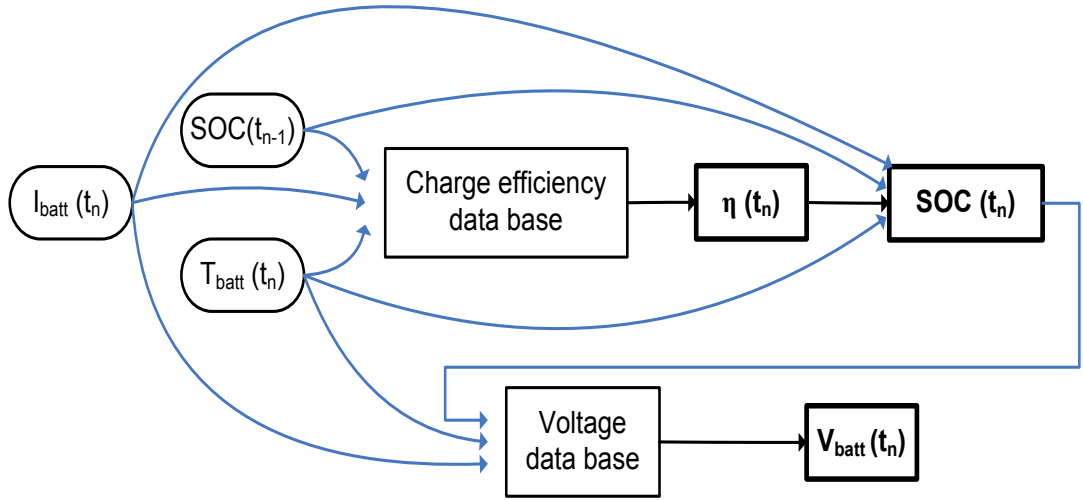 SOC(tn-1)
Ibatt (tn)
Tbatt (tn)
Charge efficiency
data base
η (tn)
SOC (tn)
Voltage
data base
Vbatt (tn)